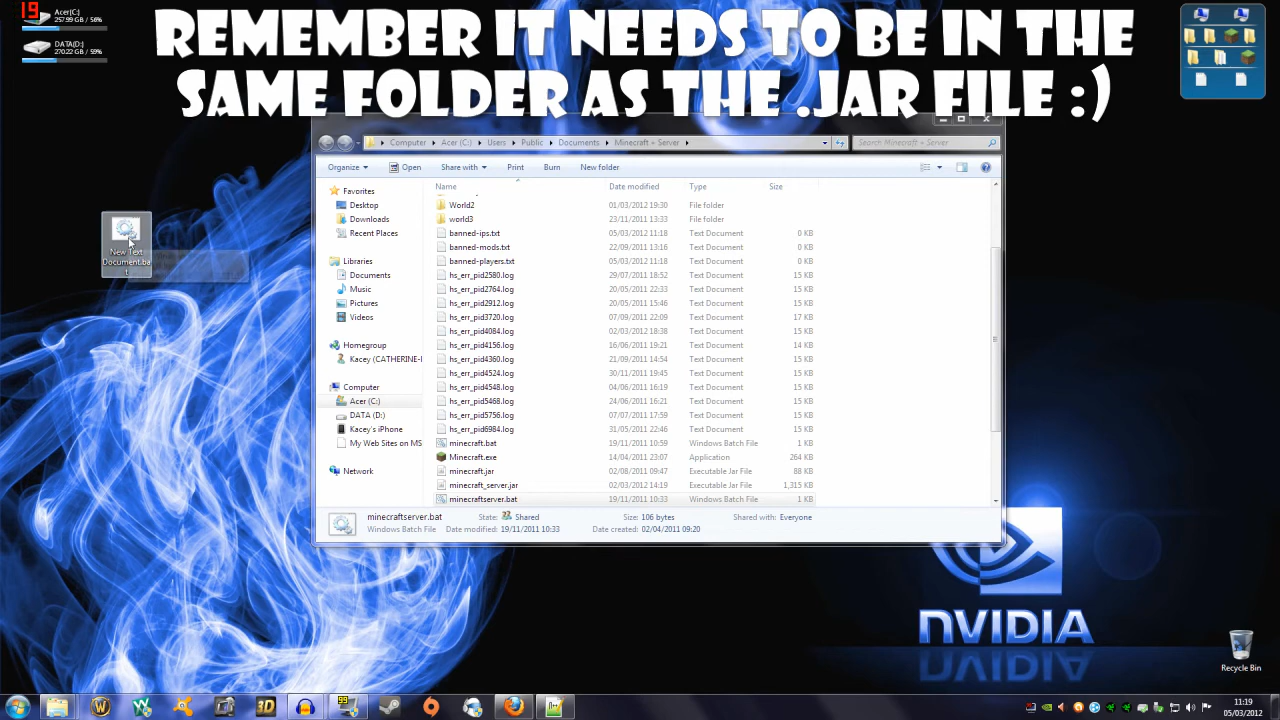 19
Acer(C:)
257.99 GB / 56%
DATA(D:)
270.22 GB / 59%
REMEMBER IT NEEDS TO BE IN THE
SAME FOLDER AS THE .JAR FILE :)
Computer Acer (C:) Users Public Documents Minecraft + Server
Search Minecraft + Server
Organize Open Share with Print Burn New folder
Name Date modified Type Size
Favorites
Desktop
Downloads
Recent Places
Libraries
Documents
Music
Pictures
Videos
Homegroup
Kacey (CATHERINE-
Computer
Acer (C:)
DATA (D:)
Kacey's iPhone
My Web Sites on MS
Network
World2 01/03/2012 19:30 File folder
world3 23/11/2011 13:33 File folder
banned-ips.txt 05/03/2012 11:18 Text Document 0 KB
banned-mods.txt 22/09/2011 13:16 Text Document 0 KB
banned-players.txt 05/03/2012 11:18 Text Document 0 KB
hs_err_pid2580.log 29/07/2011 18:52 Text Document 15 KB
hs_err_pid2764.log 20/05/2011 22:33 Text Document 15 KB
hs_err_pid2912.log 20/05/2011 15:46 Text Document 15 KB
hs_err_pid3720.log 07/09/2011 22:09 Text Document 17 KB
hs_err_pid4084.log 02/03/2012 18:38 Text Document 15 KB
hs_err_pid4156.log 16/06/2011 19:21 Text Document 14 KB
hs_err_pid4360.log 21/09/2011 14:54 Text Document 15 KB
hs_err_pid4524.log 30/11/2011 19:45 Text Document 15 KB
hs_err_pid4548.log 04/06/2011 16:19 Text Document 15 KB
hs_err_pid5468.log 24/06/2011 16:21 Text Document 15 KB
hs_err_pid5756.log 07/07/2011 17:59 Text Document 15 KB
hs_err_pid6984.log 31/05/2011 22:46 Text Document 15 KB
minecraft.bat 19/11/2011 10:59 Windows Batch File 1 KB
Minecraft.exe 14/04/2011 23:07 Application 264 KB
minecraft.jar 02/08/2011 09:47 Executable Jar File 88 KB
minecraft_server.jar 02/03/2012 14:19 Executable Jar File 1,315 KB
minecraftserver.bat 19/11/2011 10:33 Windows Batch File 1 KB
minecraftserver.bat State: Shared Size: 106 bytes Shared with: Everyone
Windows Batch File Date modified: 19/11/2011 10:33 Date created: 02/04/2011 09:20
New Text
Document.ba
t
NVIDIA
Recycle Bin
3D
99
11:19
05/03/2012